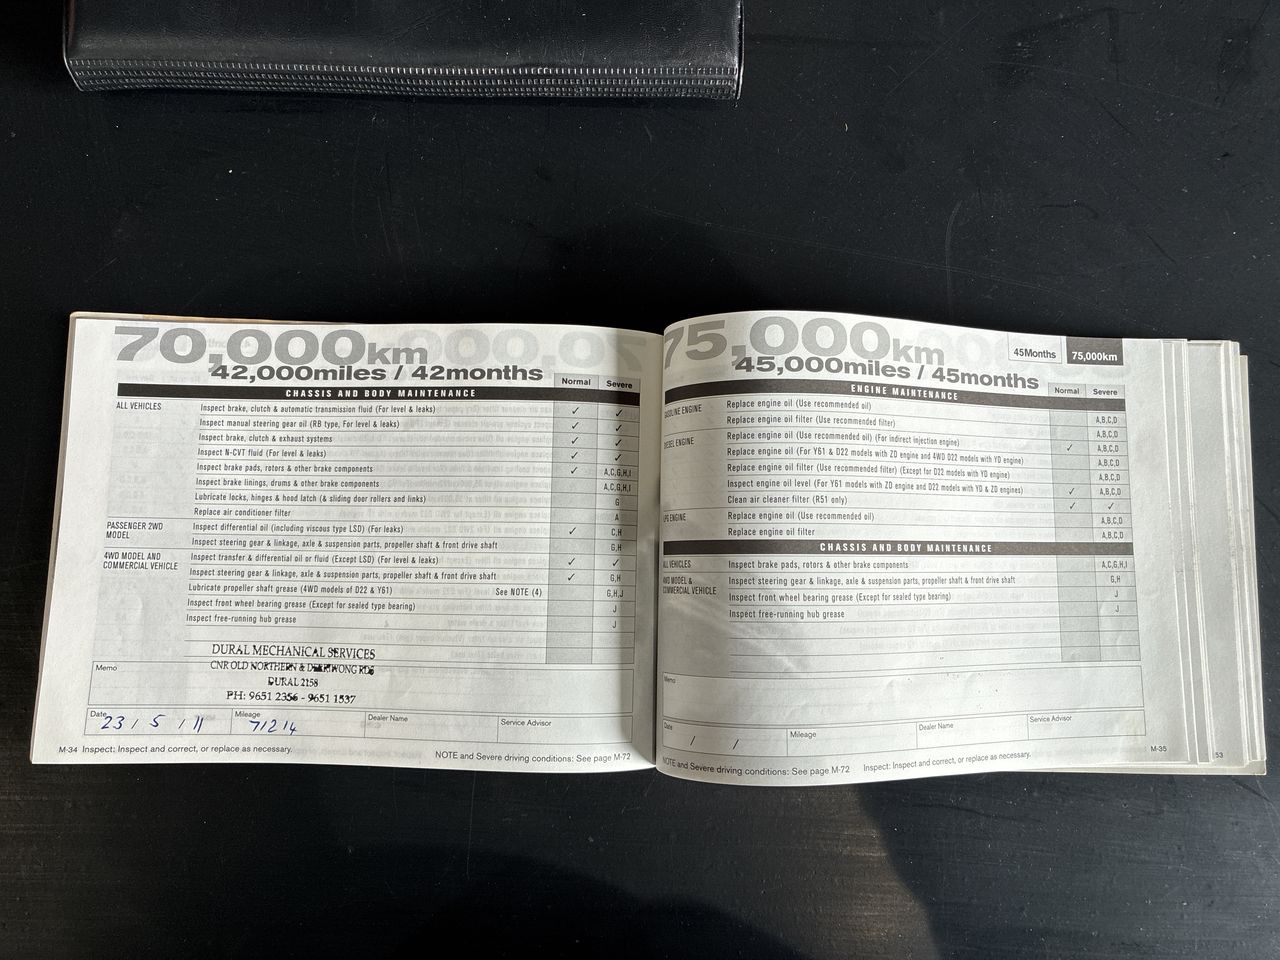 70,000km
42,000miles / 42months
Normal Severe
CHASSIS AND BODY MAINTENANCE
ALL VEHICLES Inspect brake, clutch & automatic transmission fluid (For level & leaks) ✓ ✓
Inspect manual steering gear oil (RB type, For level & leaks) ✓ ✓
Inspect brake, clutch & exhaust systems ✓ ✓
Inspect N-CVT fluid (For level & leaks) ✓ ✓
Inspect brake pads, rotors & other brake components ✓ A,C,G,H,I
Inspect brake linings, drums & other brake components A,C,G,H,I
Lubricate locks, hinges & hood latch (& sliding door rollers and links) G
Replace air conditioner filter A
PASSENGER 2WD MODEL Inspect differential oil (including viscous type LSD) (For leaks) ✓ C,H
Inspect steering gear & linkage, axle & suspension parts, propeller shaft & front drive shaft G,H
4WD MODEL AND COMMERCIAL VEHICLE Inspect transfer & differential oil or fluid (Except LSD) (For level & leaks) ✓ ✓
Inspect steering gear & linkage, axle & suspension parts, propeller shaft & front drive shaft ✓ G,H
Lubricate propeller shaft grease (4WD models of D22 & Y61) See NOTE (4) G,H,J
Inspect front wheel bearing grease (Except for sealed type bearing) J
Inspect free-running hub grease J
DURAL MECHANICAL SERVICES
CNR OLD NORTHERN & RDS
DURAL 2158
PH: 9651 2356 - 9651 1537
Memo
Date 23 / 5 / 11 Mileage 71214 Dealer Name Service Advisor
M-34 Inspect: Inspect and correct, or replace as necessary. NOTE and Severe driving conditions: See page M-72
75,000km
45,000miles / 45months
45Months 75,000km
Normal Severe
ENGINE MAINTENANCE
GASOLINE ENGINE Replace engine oil (Use recommended oil) A,B,C,D
Replace engine oil filter (Use recommended filter) A,B,C,D
DIESEL ENGINE Replace engine oil (Use recommended oil) (For indirect injection engine) A,B,C,D
Replace engine oil (For Y61 & D22 models with ZD engine and 4WD D22 models with YD engine) ✓ A,B,C,D
Replace engine oil filter (Use recommended filter) (Except for D22 models with YD engine) A,B,C,D
Inspect engine oil level (For Y61 models with ZD engine and D22 models with YD & ZD engines) ✓ A,B,C,D
Clean air cleaner filter (R51 only) ✓ ✓
LPG ENGINE Replace engine oil (Use recommended oil) A,B,C,D
Replace engine oil filter A,B,C,D
CHASSIS AND BODY MAINTENANCE
ALL VEHICLES Inspect brake pads, rotors & other brake components A,C,G,H,I
4WD MODEL & COMMERCIAL VEHICLE Inspect steering gear & linkage, axle & suspension parts, propeller shaft & front drive shaft G,H
Inspect front wheel bearing grease (Except for sealed type bearing) J
Inspect free-running hub grease J
Memo
Date / / Mileage Dealer Name Service Advisor
NOTE and Severe driving conditions: See page M-72 Inspect: Inspect and correct, or replace as necessary. M-35
53